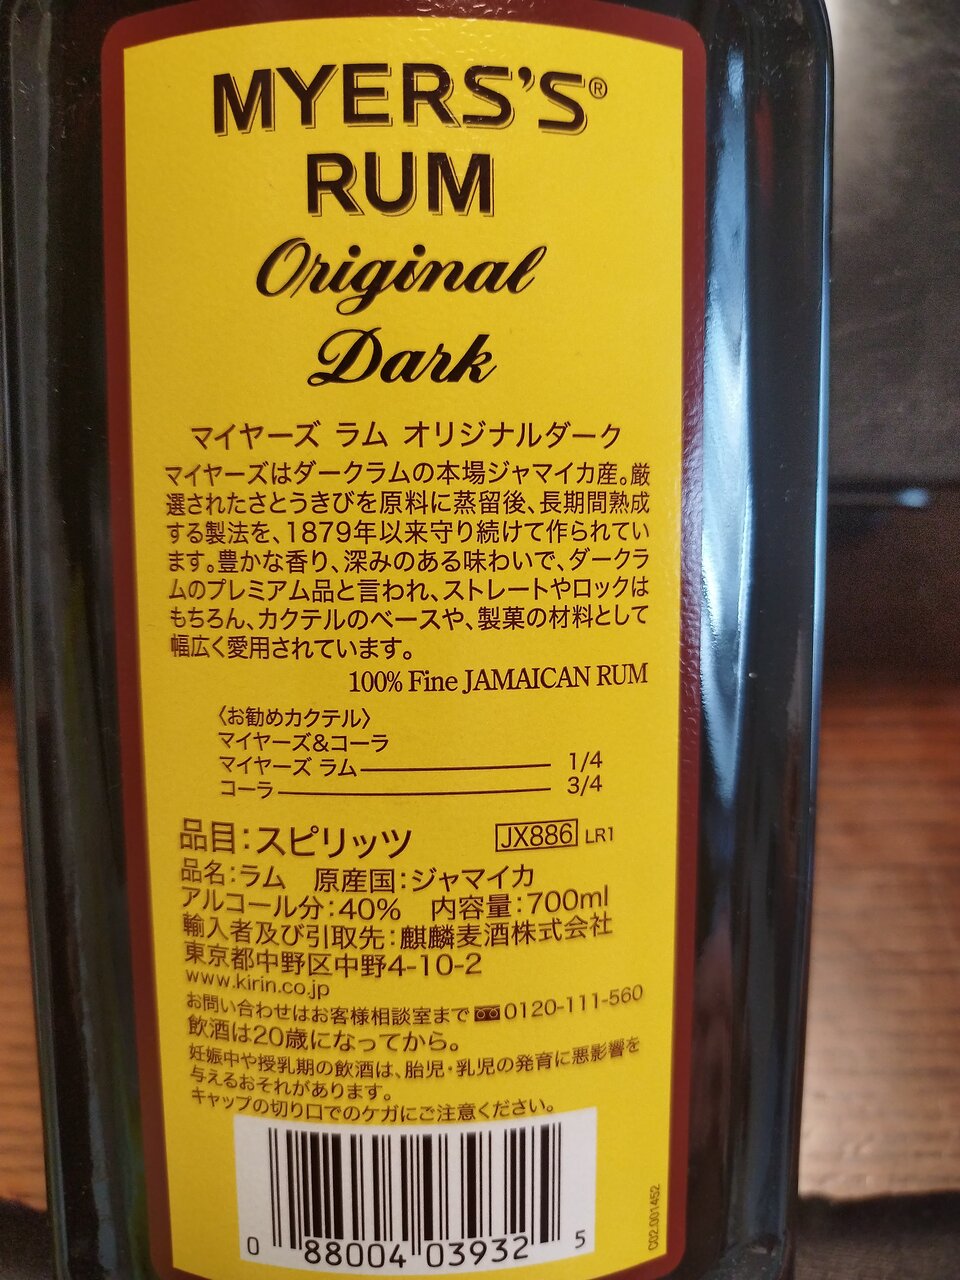 MYERS'S®
RUM
Original
Dark
マイヤーズ ラム オリジナルダーク
マイヤーズはダークラムの本場ジャマイカ産。厳
選されたさとうきびを原料に蒸留後、長期間熟成
する製法を、1879年以来守り続けて作られてい
ます。豊かな香り、深みのある味わいで、ダークラ
ムのプレミアム品と言われ、ストレートやロックは
もちろん、カクテルのベースや、製菓の材料として
幅広く愛用されています。
100% Fine JAMAICAN RUM
〈お勧めカクテル〉
マイヤーズ&コーラ
マイヤーズ ラム 1/4
コーラ 3/4
品目:スピリッツ JX886 LR1
品名:ラム 原産国:ジャマイカ
アルコール分:40% 内容量:700ml
輸入者及び引取先:麒麟麦酒株式会社
東京都中野区中野4-10-2
www.kirin.co.jp
お問い合わせはお客様相談室まで 0120-111-560
飲酒は20歳になってから。
妊娠中や授乳期の飲酒は、胎児・乳児の発育に悪影響を
与えるおそれがあります。
キャップの切り口でのケガにご注意ください。
0 88004 03932 5
C02.001452